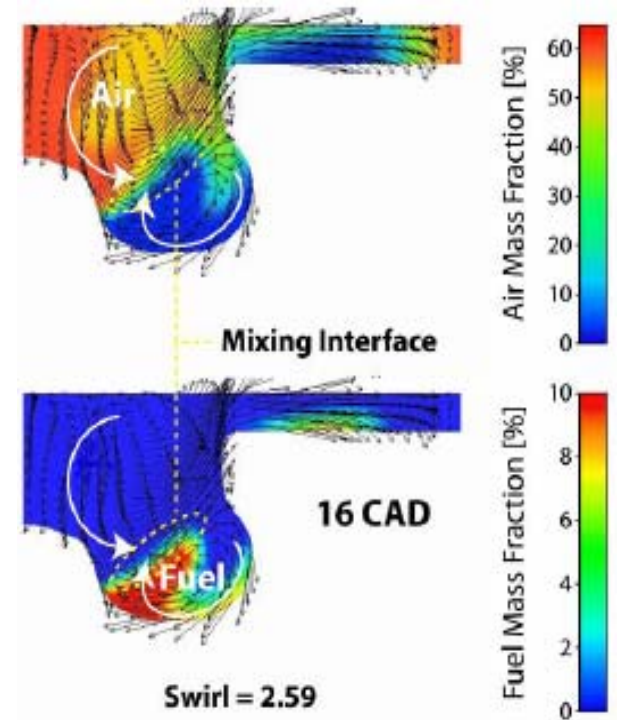 Air
60
50
40
30
20
10
0
Air Mass Fraction [%]
Mixing Interface
10
8
6
4
2
0
Fuel Mass Fraction [%]
16 CAD
Fuel
Swirl = 2.59